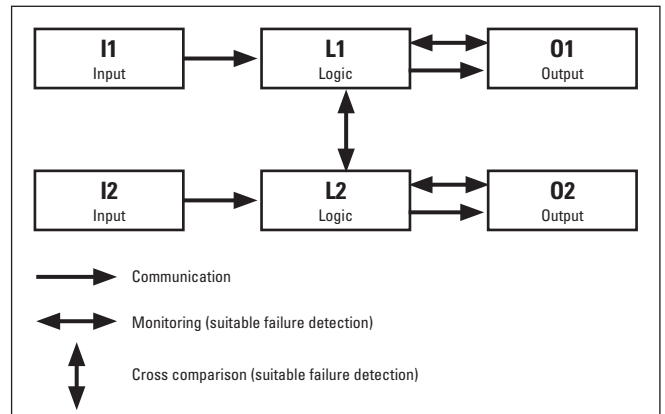 I1
Input
L1
Logic
O1
Output
I2
Input
L2
Logic
O2
Output
Communication
Monitoring (suitable failure detection)
Cross comparison (suitable failure detection)